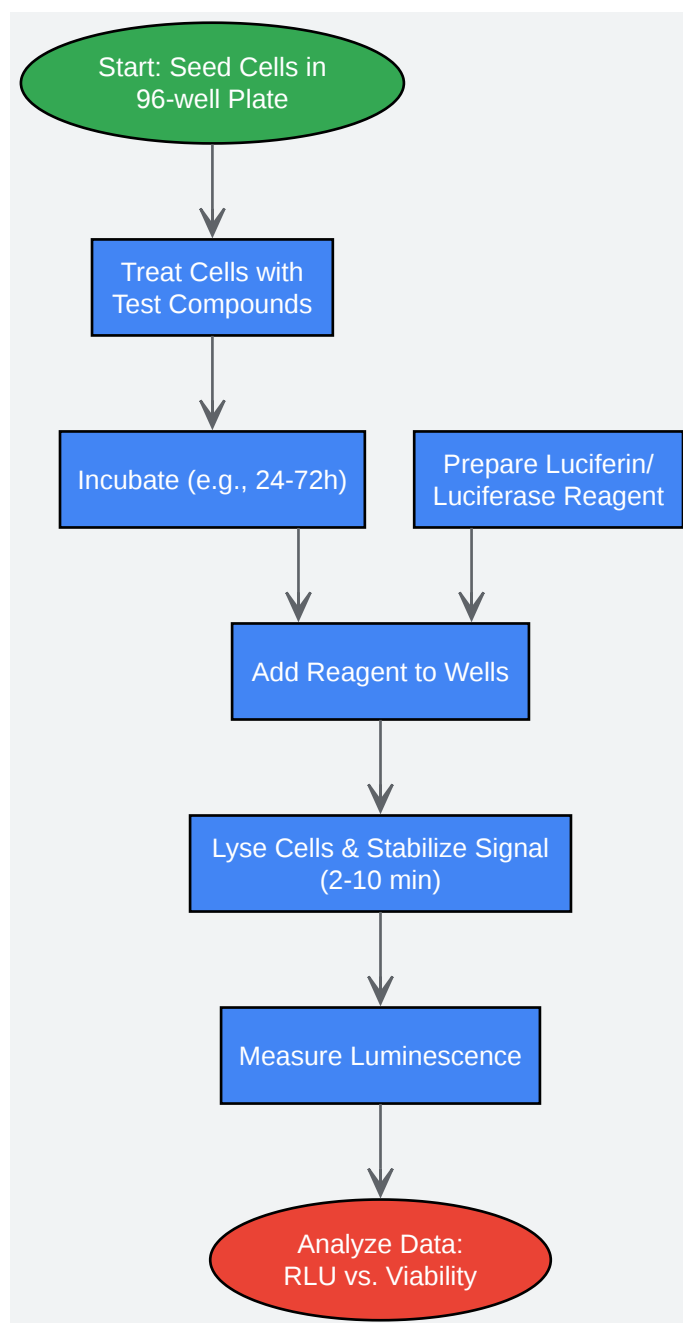 Start: Seed Cells in
96-well Plate
Treat Cells with
Test Compounds
Incubate (e.g., 24-72h)
Prepare Luciferin/
Luciferase Reagent
Add Reagent to Wells
Lyse Cells & Stabilize Signal
(2-10 min)
Measure Luminescence
Analyze Data:
RLU vs. Viability